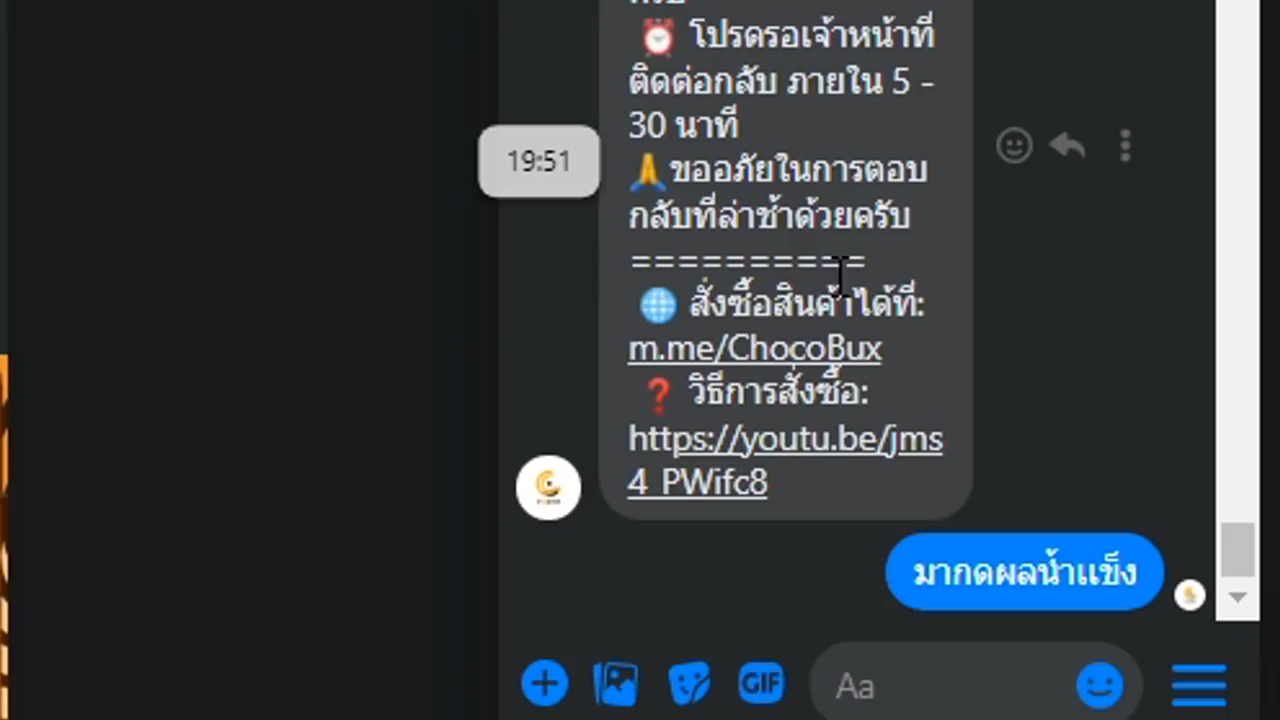 ⏰ โปรดรอเจ้าหน้าที่
ติดต่อกลับ ภายใน 5 -
30 นาที
19:51
🙏ขออภัยในการตอบ
กลับที่ล่าช้าด้วยครับ
==========
🌐 สั่งซื้อสินค้าได้ที่:
m.me/ChocoBux
❓ วิธีการสั่งซื้อ:
https://youtu.be/jms
4_PWifc8
มากดผลน้ำแข็ง
GIF
Aa